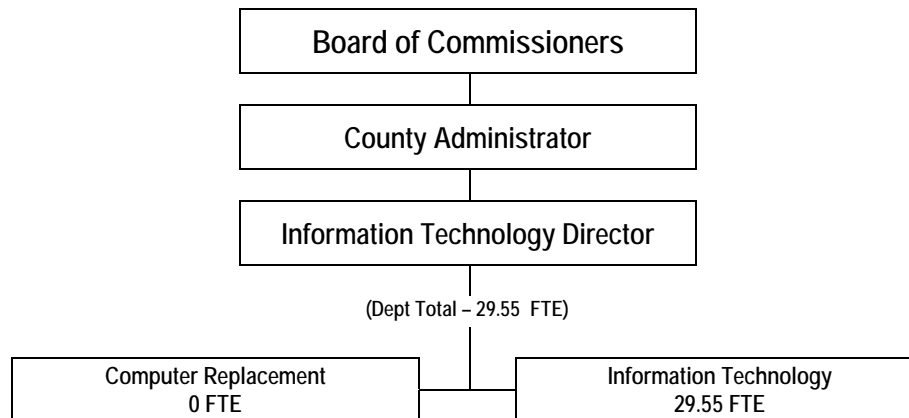 Board of Commissioners
County Administrator
Information Technology Director
(Dept Total – 29.55 FTE)
Computer Replacement
0 FTE
Information Technology
29.55 FTE